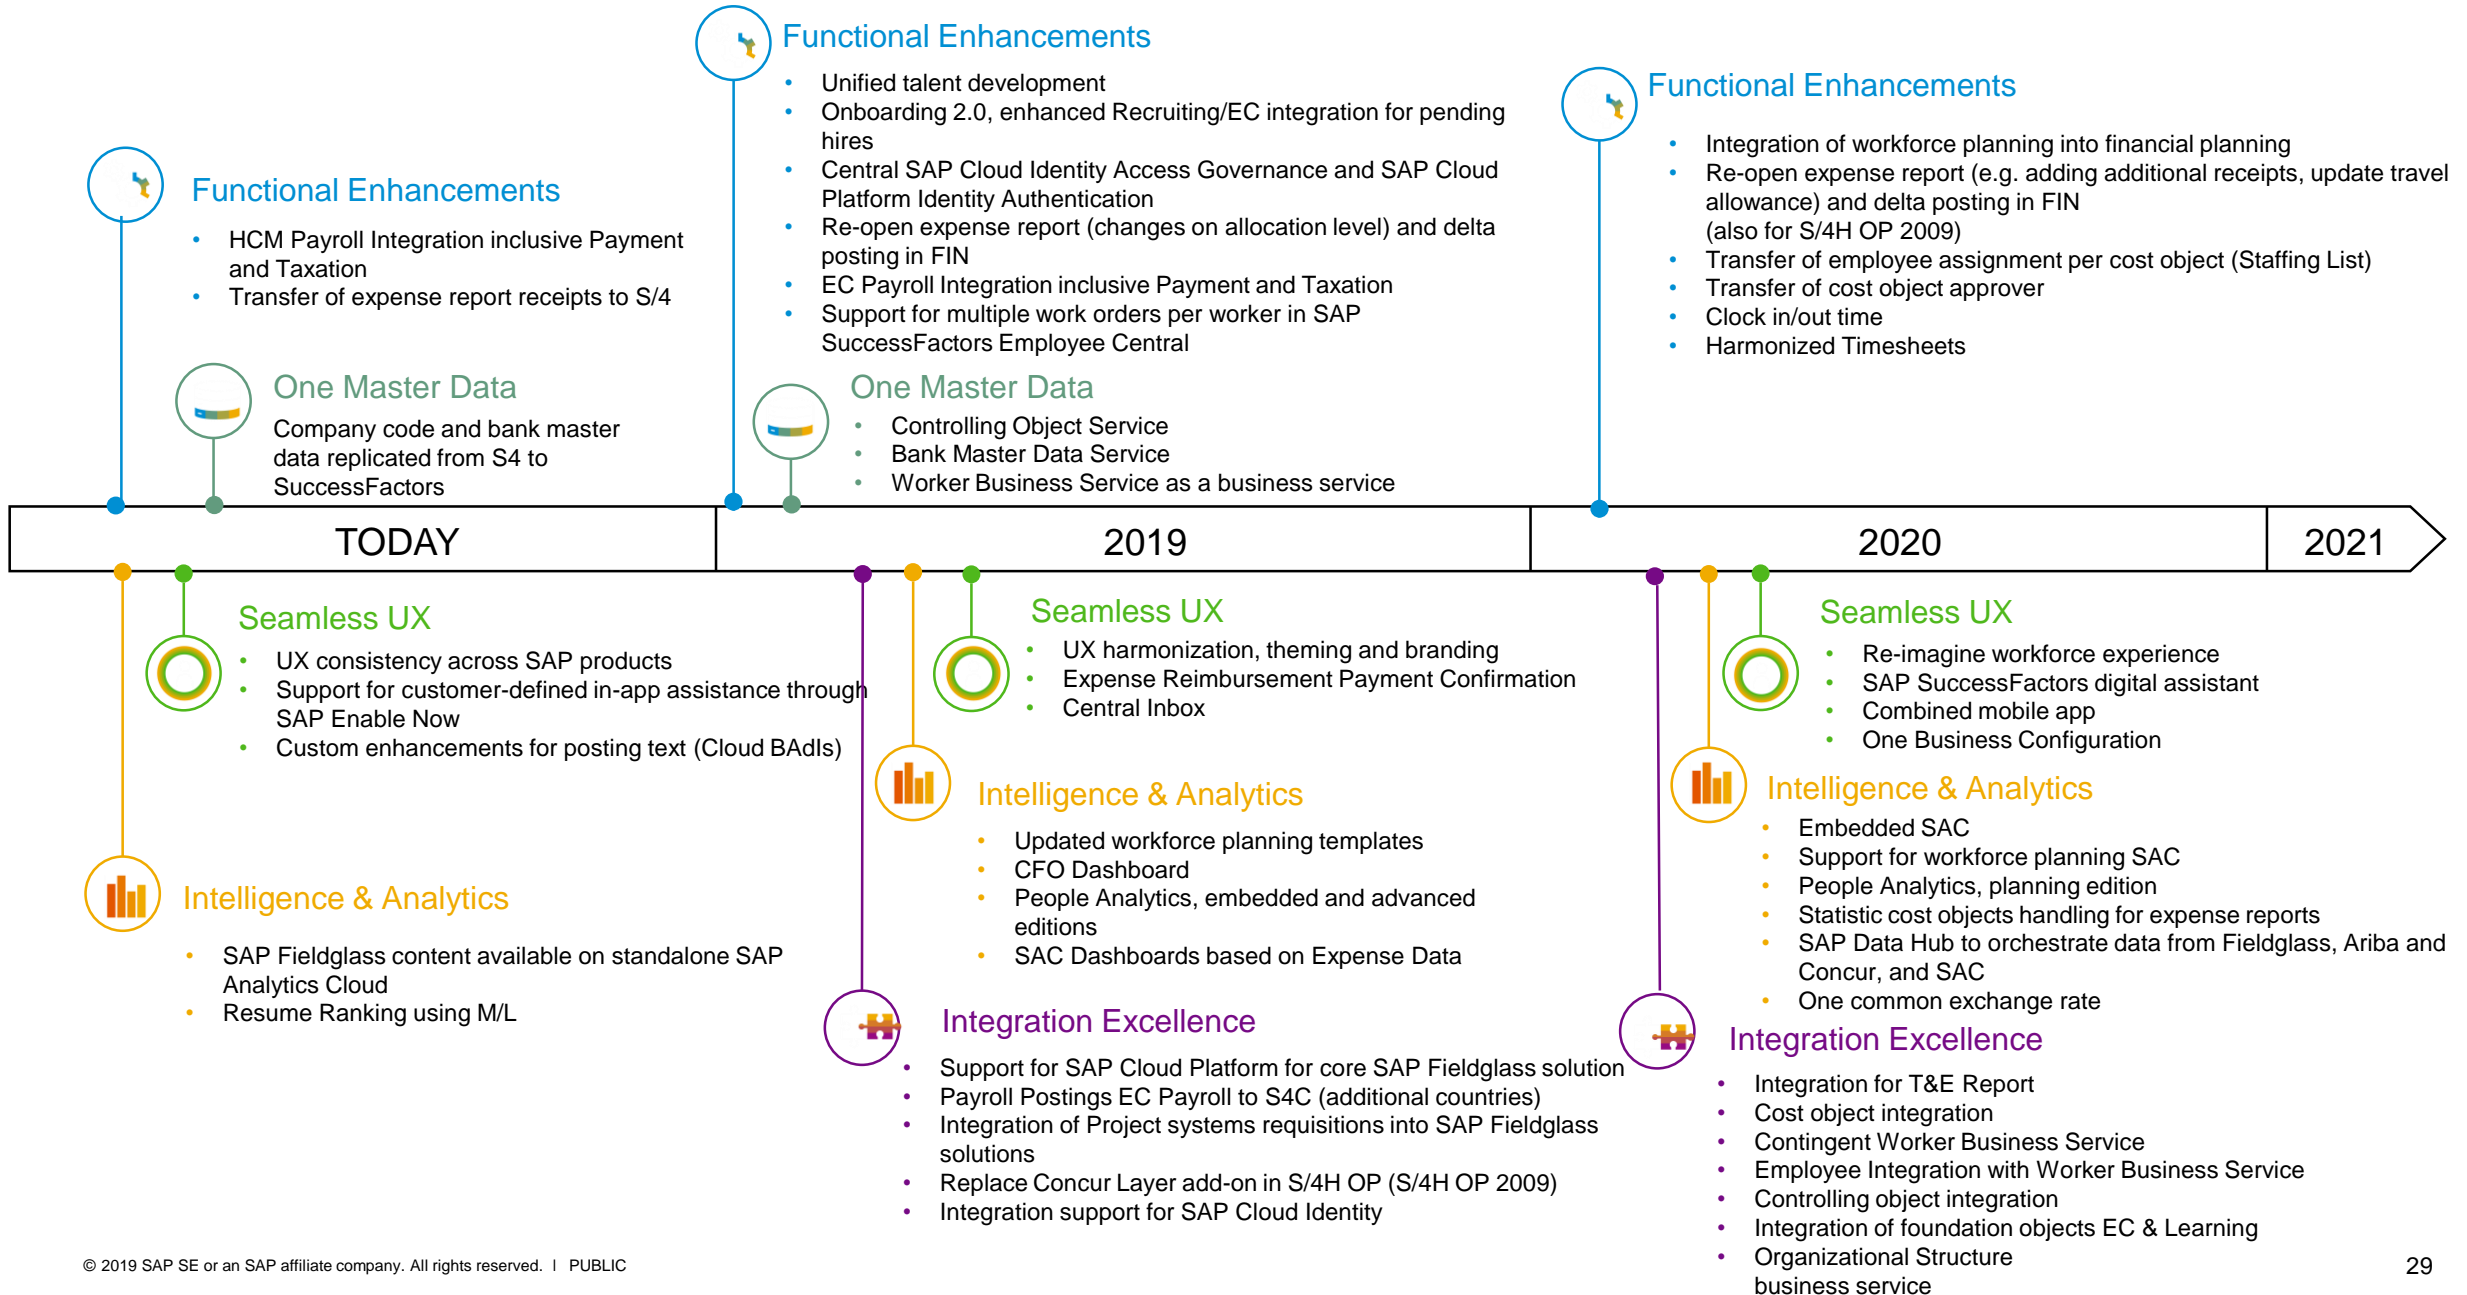 Functional Enhancements
• HCM Payroll Integration inclusive Payment
and Taxation
• Transfer of expense report receipts to S/4
One Master Data
Company code and bank master
data replicated from S4 to
SuccessFactors
Functional Enhancements
• Unified talent development
• Onboarding 2.0, enhanced Recruiting/EC integration for pending
hires
• Central SAP Cloud Identity Access Governance and SAP Cloud
Platform Identity Authentication
• Re-open expense report (changes on allocation level) and delta
posting in FIN
• EC Payroll Integration inclusive Payment and Taxation
• Support for multiple work orders per worker in SAP
SuccessFactors Employee Central
One Master Data
• Controlling Object Service
• Bank Master Data Service
• Worker Business Service as a business service
Functional Enhancements
• Integration of workforce planning into financial planning
• Re-open expense report (e.g. adding additional receipts, update travel
allowance) and delta posting in FIN
(also for S/4H OP 2009)
• Transfer of employee assignment per cost object (Staffing List)
• Transfer of cost object approver
• Clock in/out time
• Harmonized Timesheets
TODAY
2019
2020
2021
Seamless UX
• UX consistency across SAP products
• Support for customer-defined in-app assistance through
SAP Enable Now
• Custom enhancements for posting text (Cloud BAdIs)
Intelligence & Analytics
• SAP Fieldglass content available on standalone SAP
Analytics Cloud
• Resume Ranking using M/L
Seamless UX
• UX harmonization, theming and branding
• Expense Reimbursement Payment Confirmation
• Central Inbox
Intelligence & Analytics
• Updated workforce planning templates
• CFO Dashboard
• People Analytics, embedded and advanced
editions
• SAC Dashboards based on Expense Data
Integration Excellence
• Support for SAP Cloud Platform for core SAP Fieldglass solution
• Payroll Postings EC Payroll to S4C (additional countries)
• Integration of Project systems requisitions into SAP Fieldglass
solutions
• Replace Concur Layer add-on in S/4H OP (S/4H OP 2009)
• Integration support for SAP Cloud Identity
Seamless UX
• Re-imagine workforce experience
• SAP SuccessFactors digital assistant
• Combined mobile app
• One Business Configuration
Intelligence & Analytics
• Embedded SAC
• Support for workforce planning SAC
• People Analytics, planning edition
• Statistic cost objects handling for expense reports
• SAP Data Hub to orchestrate data from Fieldglass, Ariba and
Concur, and SAC
• One common exchange rate
Integration Excellence
• Integration for T&E Report
• Cost object integration
• Contingent Worker Business Service
• Employee Integration with Worker Business Service
• Controlling object integration
• Integration of foundation objects EC & Learning
• Organizational Structure
business service
© 2019 SAP SE or an SAP affiliate company. All rights reserved. | PUBLIC
29